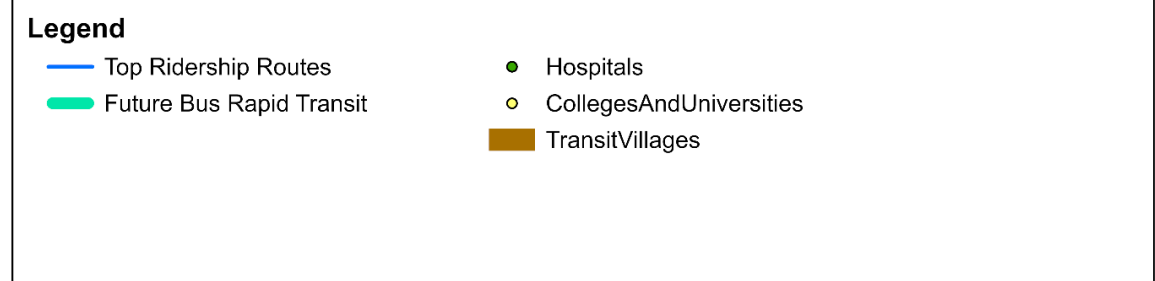 Legend
Top Ridership Routes
Future Bus Rapid Transit
Hospitals
CollegesAndUniversities
TransitVillages